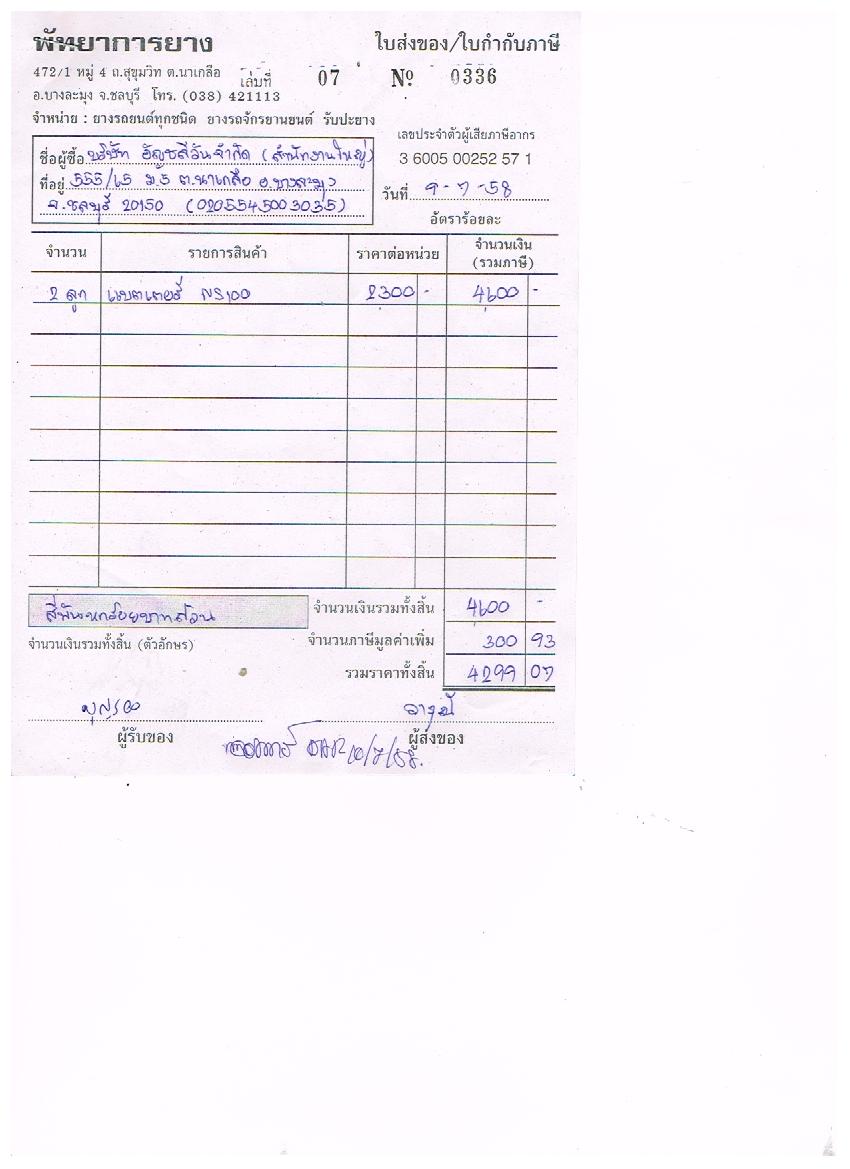 พัทยาการยาง
ใบส่งของ/ใบกำกับภาษี
472/1 หมู่ 4 ถ.สุขุมวิท ต.นาเกลือ
เล่มที่ 07 Nº 0336
อ.บางละมุง จ.ชลบุรี โทร. (038) 421113
จำหน่าย : ยางรถยนต์ทุกชนิด ยางรถจักรยานยนต์ รับปะยาง
เลขประจำตัวผู้เสียภาษีอากร
3 6005 00252 57 1
ชื่อผู้ซื้อ บริษัท อัญชลีวันจำกัด (สำนักงานใหญ่)
ที่อยู่ 555/65 ม.5 ต.นาเกลือ อ.บางละมุง
จ.ชลบุรี 20150 (0205545003035)
วันที่ 9-7-58
อัตราร้อยละ
จำนวน รายการสินค้า ราคาต่อหน่วย จำนวนเงิน (รวมภาษี)
2 ลูก แบตเตอรี่ NS100 2300 - 4600 -
สี่พันหกร้อยบาทถ้วน จำนวนเงินรวมทั้งสิ้น 4600 -
จำนวนเงินรวมทั้งสิ้น (ตัวอักษร) จำนวนภาษีมูลค่าเพิ่ม 300 93
รวมราคาทั้งสิ้น 4299 07
ผู้รับของ ผู้ส่งของ
10/7/58.